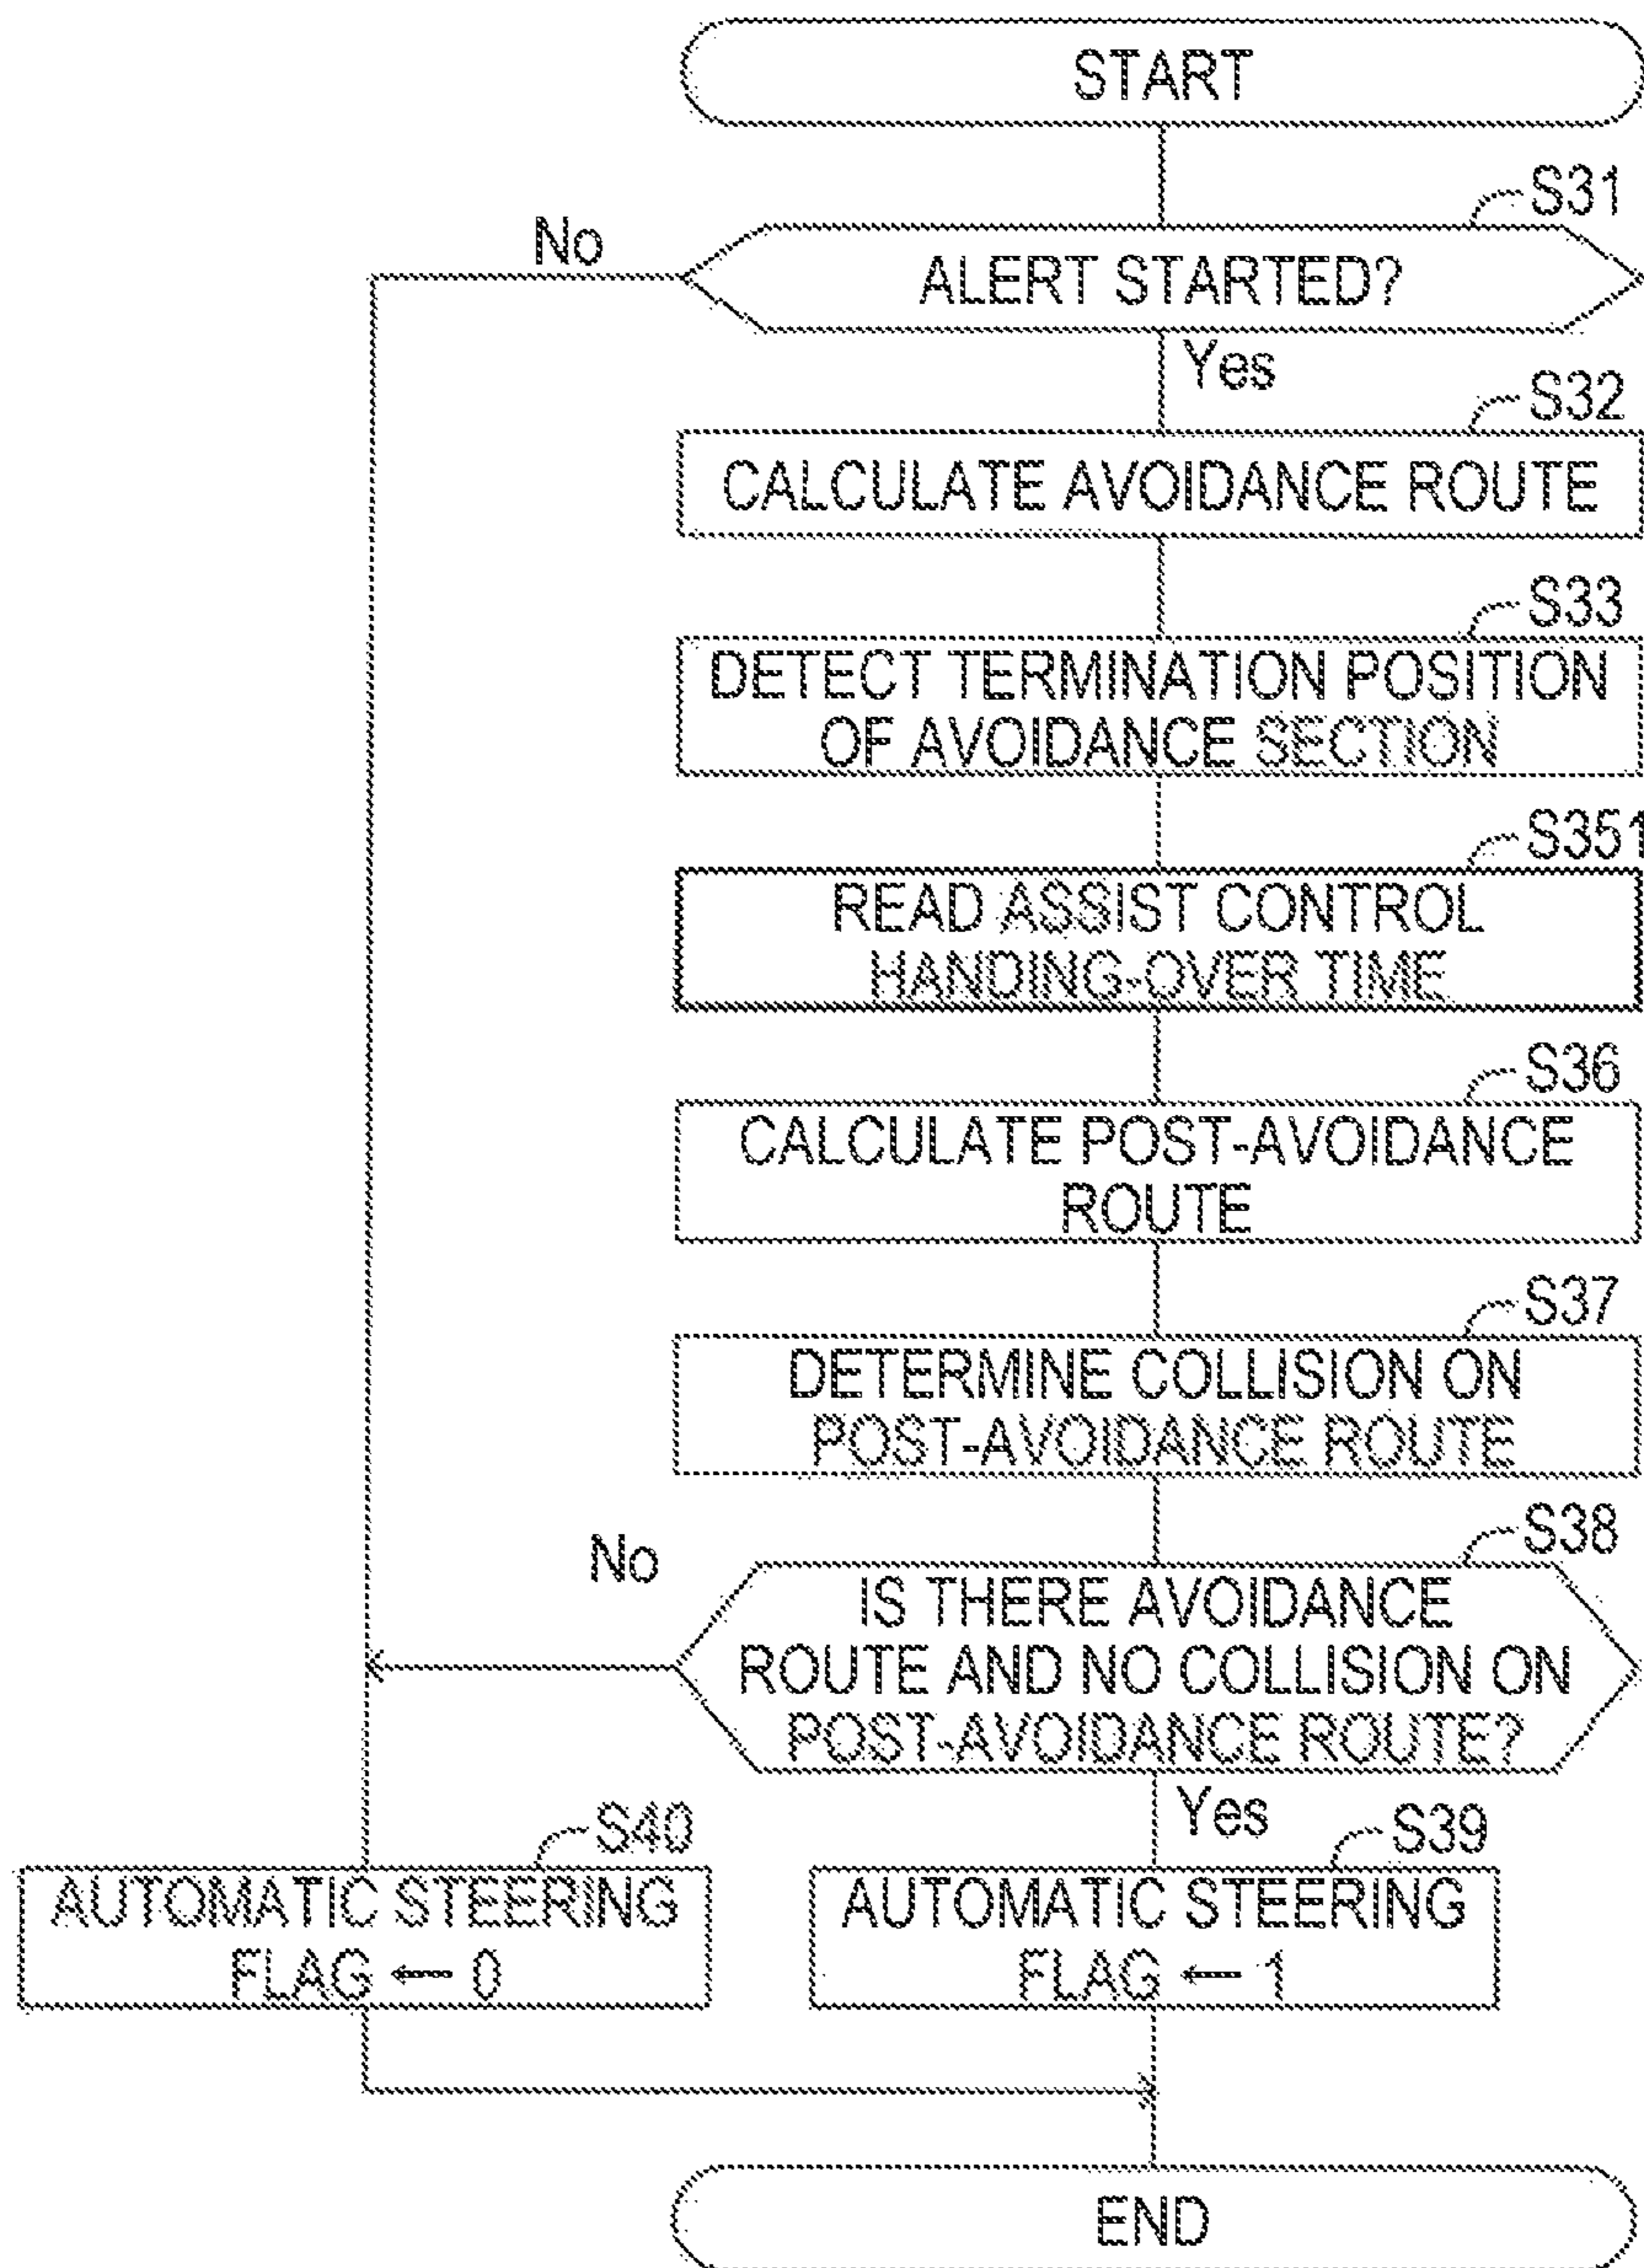 START
S31
No
ALERT STARTED?
Yes
S32
CALCULATE AVOIDANCE ROUTE
S33
DETECT TERMINATION POSITION
OF AVOIDANCE SECTION
S351
READ ASSIST CONTROL
HANDING-OVER TIME
S36
CALCULATE POST-AVOIDANCE
ROUTE
S37
DETERMINE COLLISION ON
POST-AVOIDANCE ROUTE
S38
No
IS THERE AVOIDANCE
ROUTE AND NO COLLISION ON
POST-AVOIDANCE ROUTE?
Yes
S40
AUTOMATIC STEERING
FLAG ← 0
S39
AUTOMATIC STEERING
FLAG ← 1
END